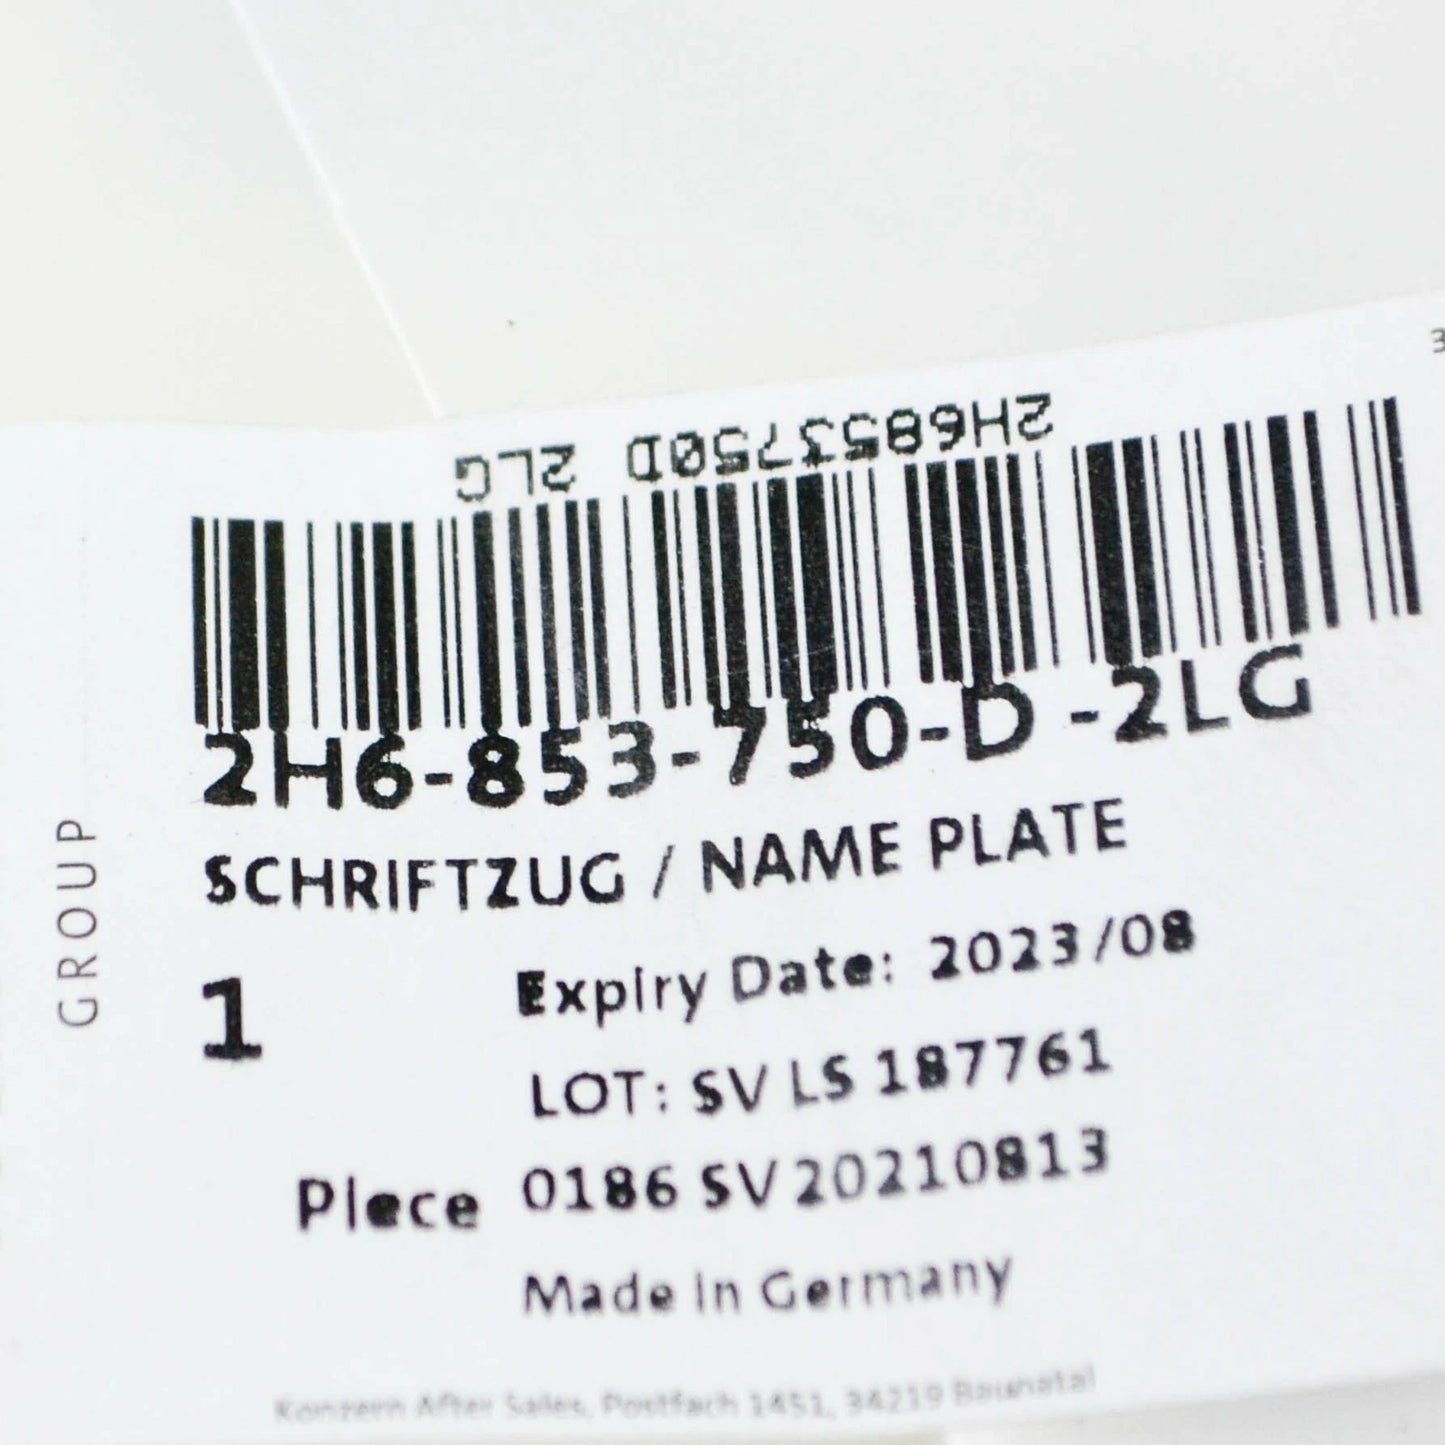 3
2H6853750D 2LG
2H6-853-750-D -2LG
SCHRIFTZUG / NAME PLATE
GROUP
1
Expiry Date: 2023/08
LOT: SV LS 187761
Piece
0186 SV 20210813
Made in Germany
Konzern After Sales, Postfach 1451, 34219 Baunatal